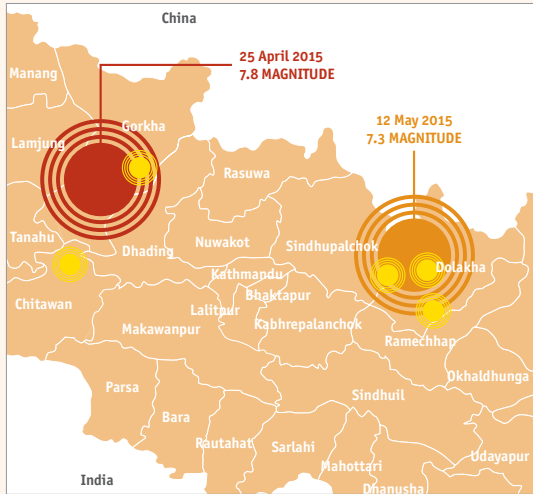 China
25 April 2015
7.8 MAGNITUDE
Manang
12 May 2015
7.3 MAGNITUDE
Gorkha
Lamjung
Rasuwa
Tanahu
Dhading
Nuwakot
Sindhupalchok
Dolakha
Kathmandu
Bhaktapur
Chitawan
Lalitpur
Kabhrepalanchok
Makawanpur
Ramechhap
Okhaldhunga
Parsa
Sindhuil
Bara
Rautahat
Sarlahi
Udayapur
Mahottari
India
Dhanusha